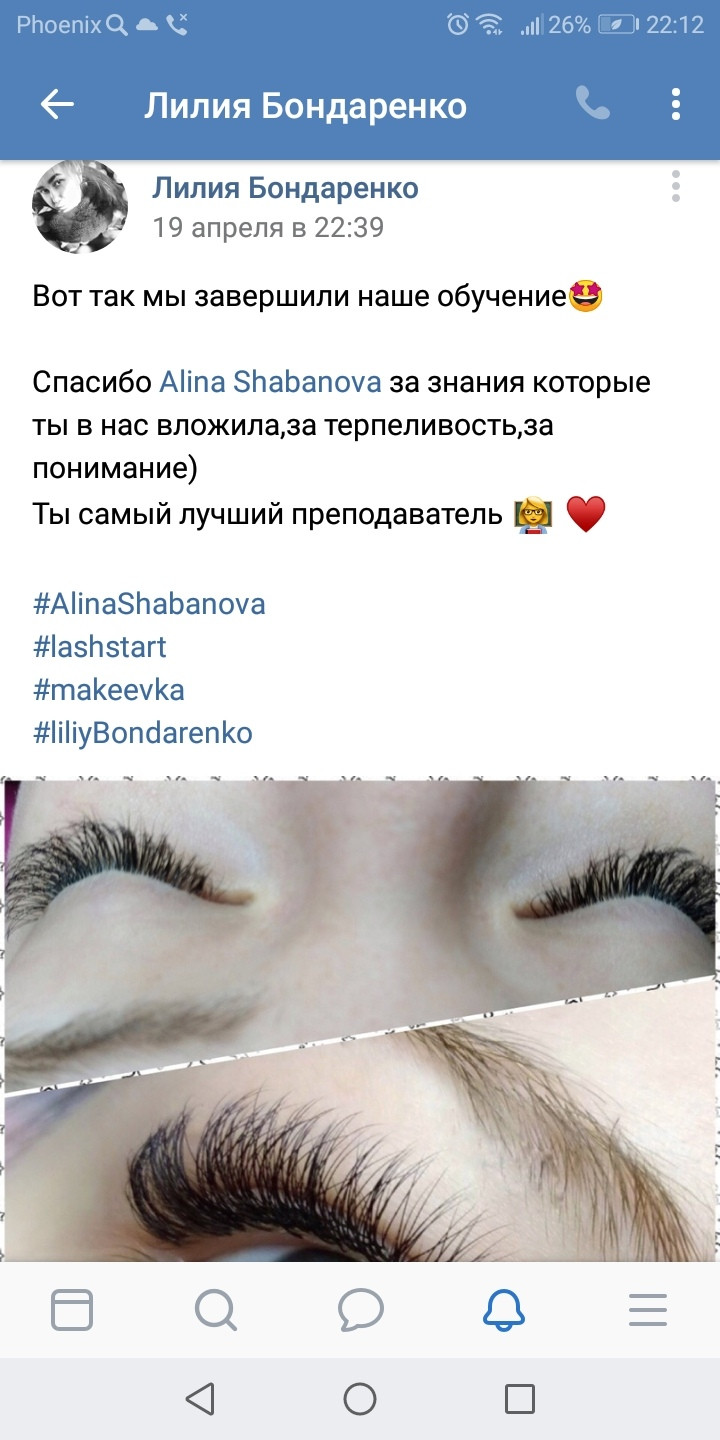 Phoenix 26% 22:12
Лилия Бондаренко
Лилия Бондаренко
19 апреля в 22:39
Вот так мы завершили наше обучение🤩
Спасибо Alina Shabanova за знания которые
ты в нас вложила,за терпеливость,за
понимание)
Ты самый лучший преподаватель 👩‍🏫 ♥️
#AlinaShabanova
#lashstart
#makeevka
#liliyBondarenko